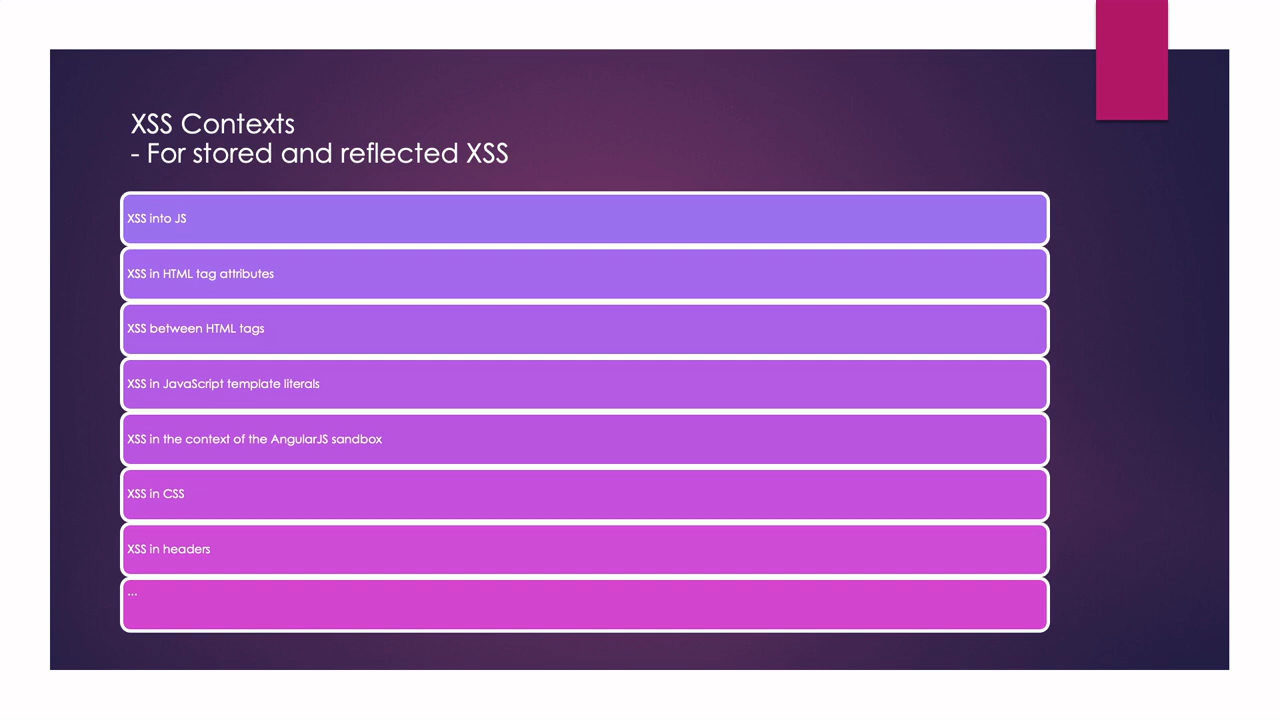 XSS Contexts
- For stored and reflected XSS
XSS into JS
XSS in HTML tag attributes
XSS between HTML tags
XSS in JavaScript template literals
XSS in the context of the AngularJS sandbox
XSS in CSS
XSS in headers
...